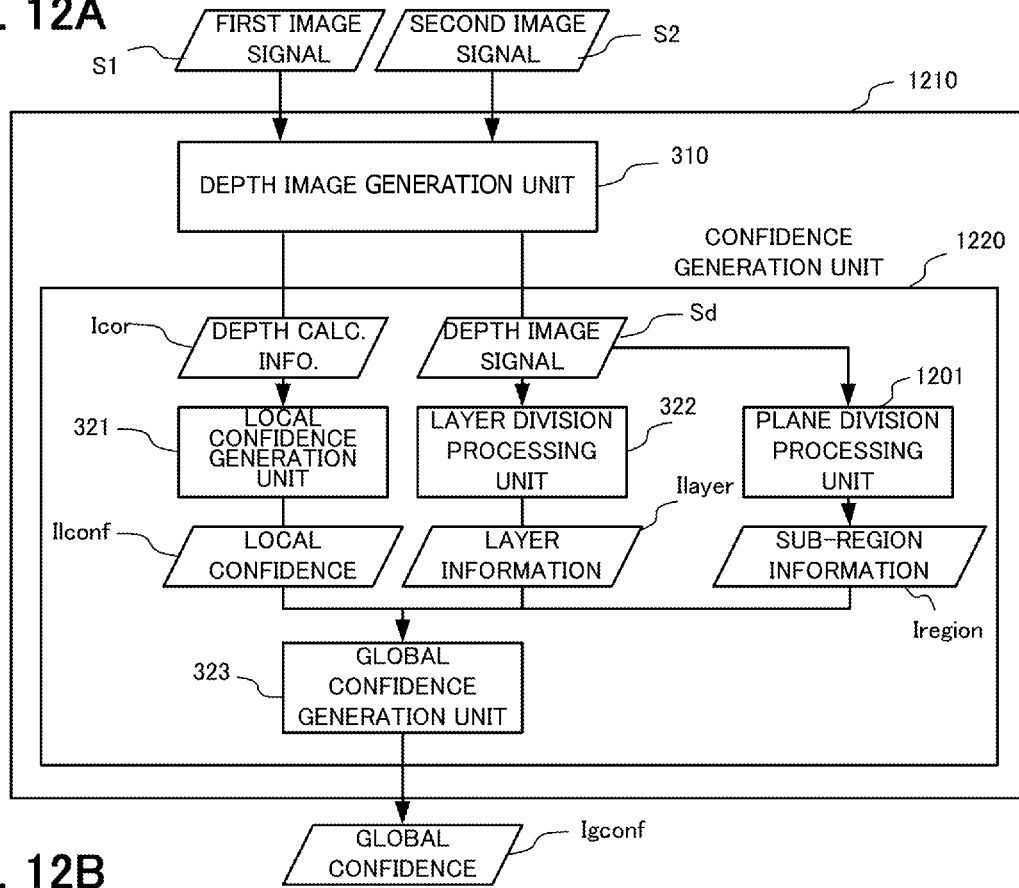 . 12A
FIRST IMAGE
SIGNAL
SECOND IMAGE
SIGNAL
S1
S2
1210
310
DEPTH IMAGE GENERATION UNIT
CONFIDENCE
GENERATION UNIT
1220
Icor
DEPTH CALC.
INFO.
DEPTH IMAGE
SIGNAL
Sd
1201
321
LOCAL
CONFIDENCE
GENERATION
UNIT
LAYER DIVISION
PROCESSING
UNIT
322
PLANE DIVISION
PROCESSING
UNIT
Ilconf
LOCAL
CONFIDENCE
LAYER
INFORMATION
Ilayer
SUB-REGION
INFORMATION
Iregion
323
GLOBAL
CONFIDENCE
GENERATION UNIT
GLOBAL
CONFIDENCE
Igconf
. 12B